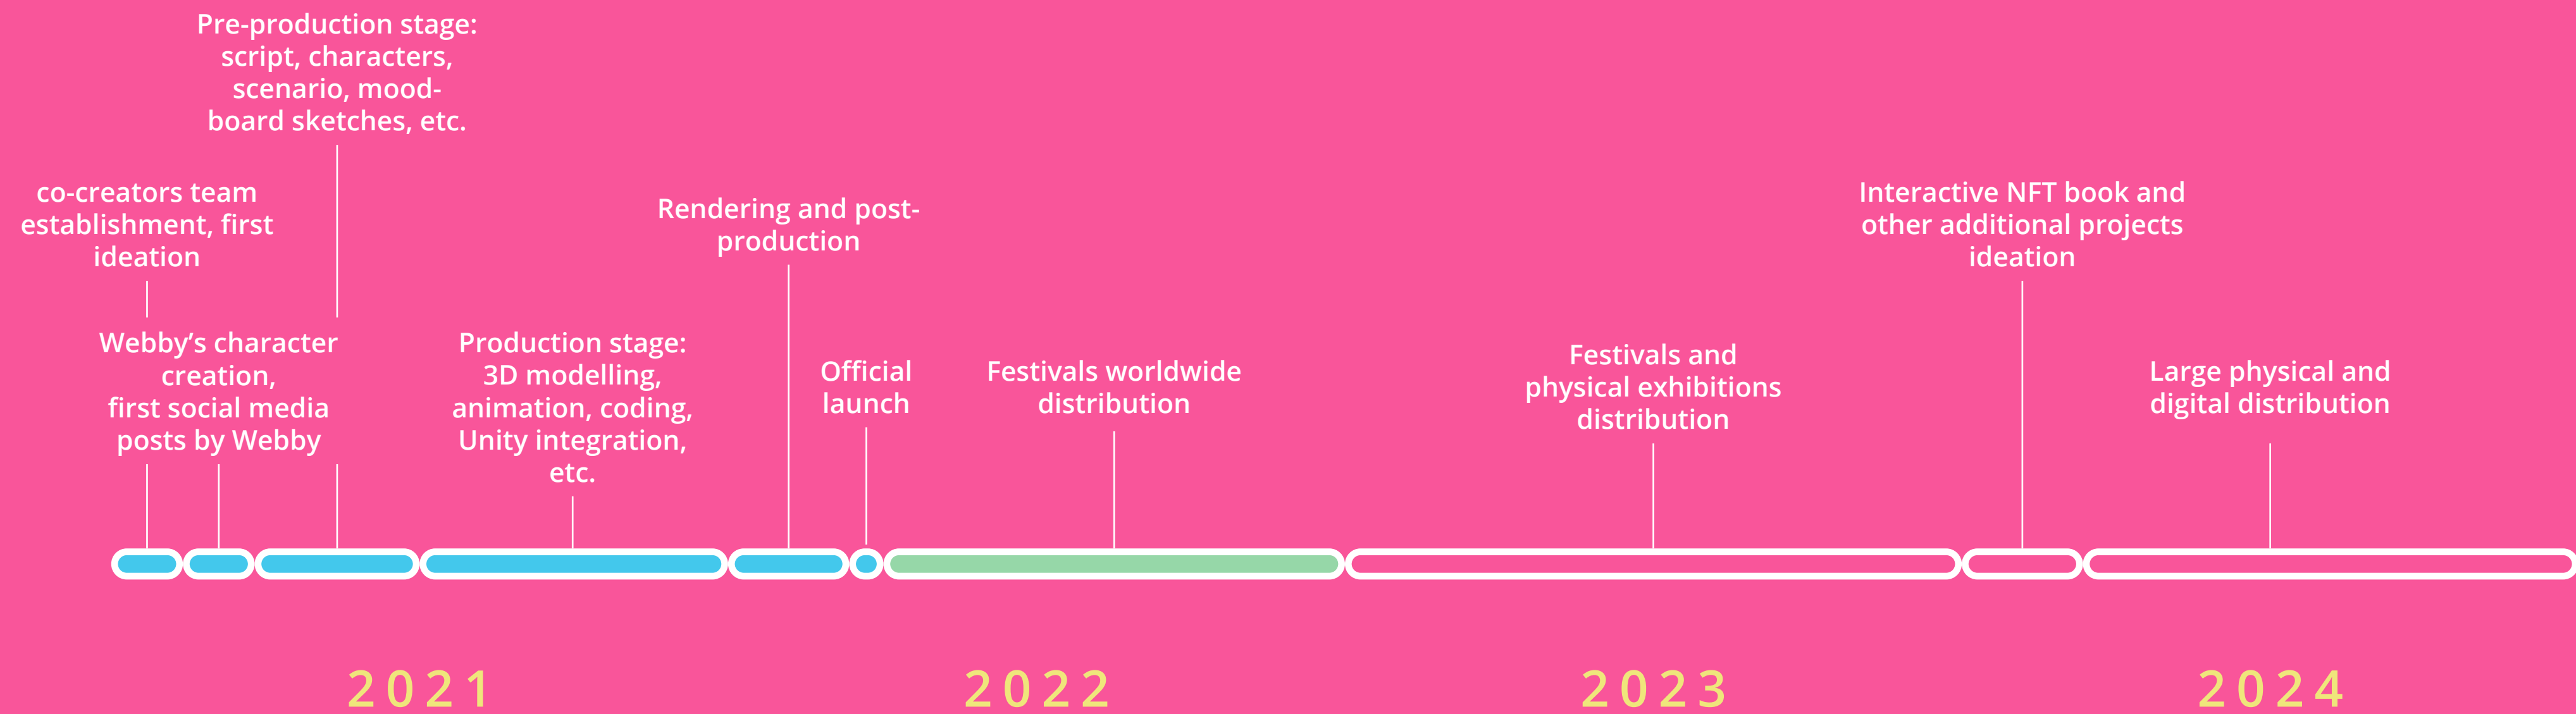 Pre-production stage:
script, characters,
scenario, mood-
board sketches, etc.
co-creators team
establishment, first
ideation
Webby’s character
creation,
first social media
posts by Webby
Production stage:
3D modelling,
animation, coding,
Unity integration,
etc.
Rendering and post-
production
Official
launch
Festivals worldwide
distribution
Festivals and
physical exhibitions
distribution
Interactive NFT book and
other additional projects
ideation
Large physical and
digital distribution
2021
2022
2023
2024